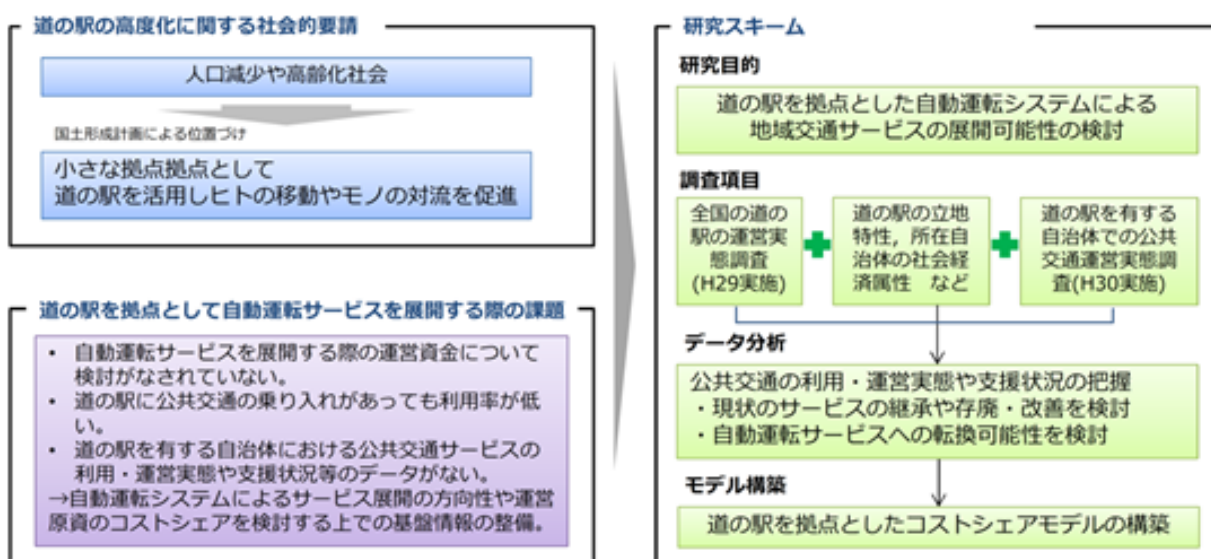 道の駅の高度化に関する社会的要請
人口減少や高齢化社会
国土形成計画による位置づけ
小さな拠点拠点として
道の駅を活用しヒトの移動やモノの対流を促進
道の駅を拠点として自動運転サービスを展開する際の課題
• 自動運転サービスを展開する際の運営資金について
検討がなされていない。
• 道の駅に公共交通の乗り入れがあっても利用率が低
い。
• 道の駅を有する自治体における公共交通サービスの
利用・運営実態や支援状況等のデータがない。
→自動運転システムによるサービス展開の方向性や運営
原資のコストシェアを検討する上での基盤情報の整備。
研究スキーム
研究目的
道の駅を拠点とした自動運転システムによる
地域交通サービスの展開可能性の検討
調査項目
全国の道の
駅の運営実
態調査
(H29実施)
道の駅の立地
特性，所在自
治体の社会経
済属性 など
道の駅を有する
自治体での公共
交通運営実態調
査(H30実施)
データ分析
公共交通の利用・運営実態や支援状況の把握
・現状のサービスの継承や存廃・改善を検討
・自動運転サービスへの転換可能性を検討
モデル構築
道の駅を拠点としたコストシェアモデルの構築